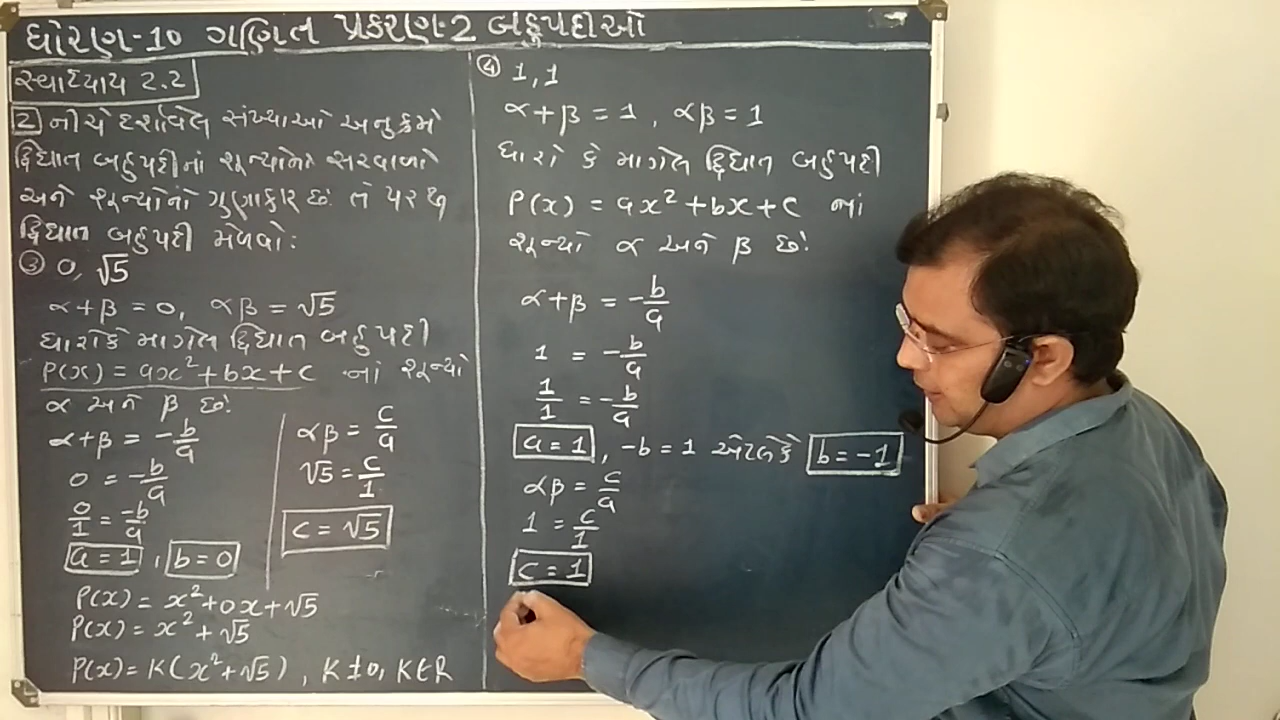 ધોરણ-10 ગણિત પ્રકરણ-2 બહુપદીઓ
સ્વાધ્યાય 2.2
2 નીચે દર્શાવેલ સંખ્યાઓ અનુક્રમે
દ્વિઘાત બહુપદીનાં શૂન્યોનો સરવાળો
અને શૂન્યોનો ગુણાકાર છે. તે પરથી
દ્વિઘાત બહુપદી મેળવો:
③ 0, √5
α+β = 0, αβ = √5
ધારોકે માગેલ દ્વિઘાત બહુપદી
P(x) = ax²+bx+c નાં શૂન્યો
α અને β છે.
α+β = -b/a
0 = -b/a
0/1 = -b/a
a = 1, b = 0
αβ = c/a
√5 = c/1
c = √5
P(x) = x²+0x+√5
P(x) = x²+√5
P(x) = K(x²+√5), K≠0, K∈R
④ 1, 1
α+β = 1, αβ = 1
ધારો કે માગેલ દ્વિઘાત બહુપદી
P(x) = ax²+bx+c નાં
શૂન્યો α અને β છે.
α+β = -b/a
1 = -b/a
1/1 = -b/a
a = 1, -b = 1 એટલેકે b = -1
αβ = c/a
1 = c/1
c = 1